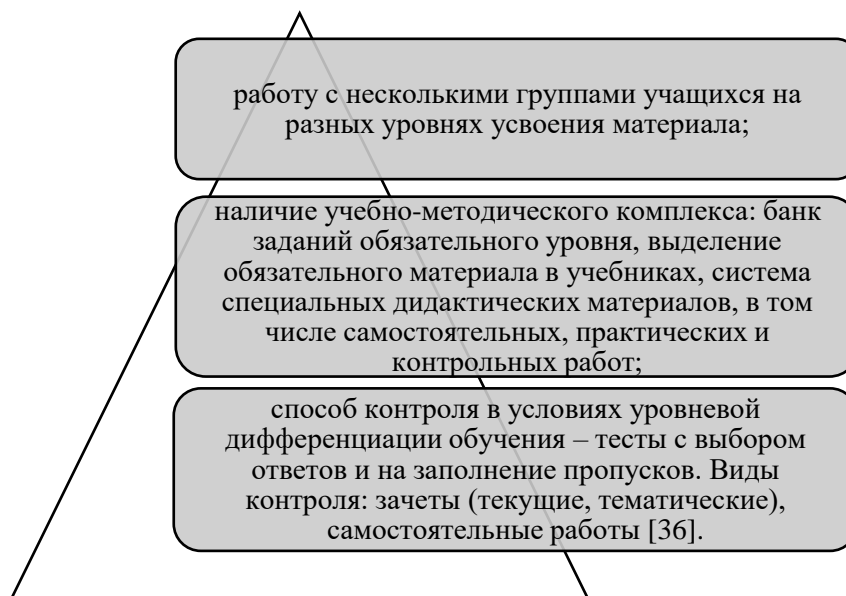 работу с несколькими группами учащихся на
разных уровнях усвоения материала;
наличие учебно-методического комплекса: банк
заданий обязательного уровня, выделение
обязательного материала в учебниках, система
специальных дидактических материалов, в том
числе самостоятельных, практических и
контрольных работ;
способ контроля в условиях уровневой
дифференциации обучения – тесты с выбором
ответов и на заполнение пропусков. Виды
контроля: зачеты (текущие, тематические),
самостоятельные работы [36].